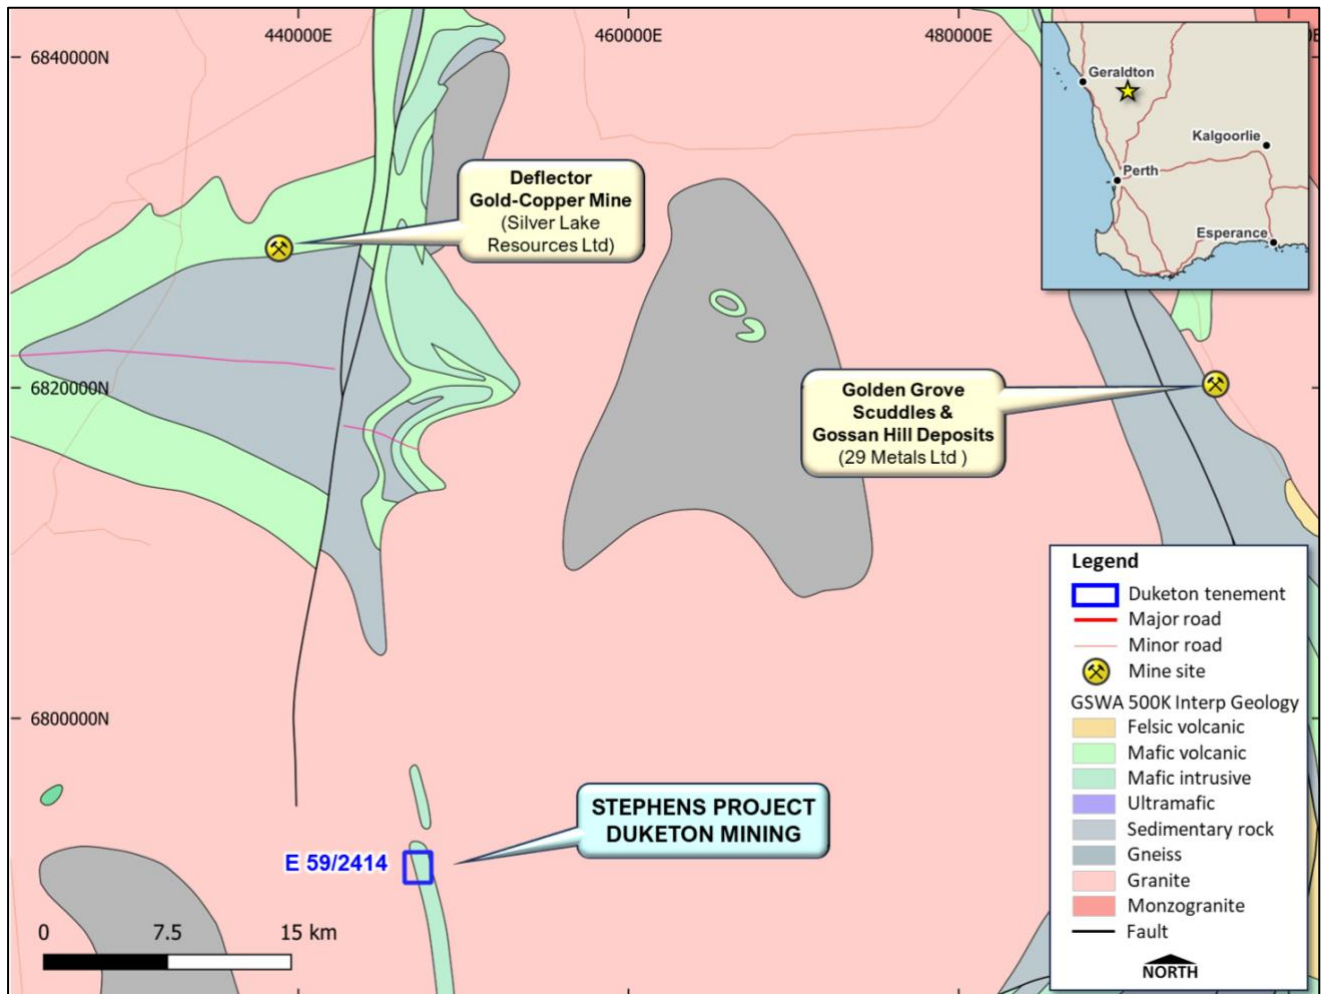 440000E
460000E
480000E
6840000N
6820000N
6800000N
Deflector
Gold-Copper Mine
(Silver Lake
Resources Ltd)
Golden Grove
Scuddles &
Gossan Hill Deposits
(29 Metals Ltd )
STEPHENS PROJECT
DUKETON MINING
E 59/2414
0 7.5 15 km
Geraldton
Kalgoorlie
Perth
Esperance
Legend
Duketon tenement
Major road
Minor road
Mine site
GSWA 500K Interp Geology
Felsic volcanic
Mafic volcanic
Mafic intrusive
Ultramafic
Sedimentary rock
Gneiss
Granite
Monzogranite
Fault
NORTH